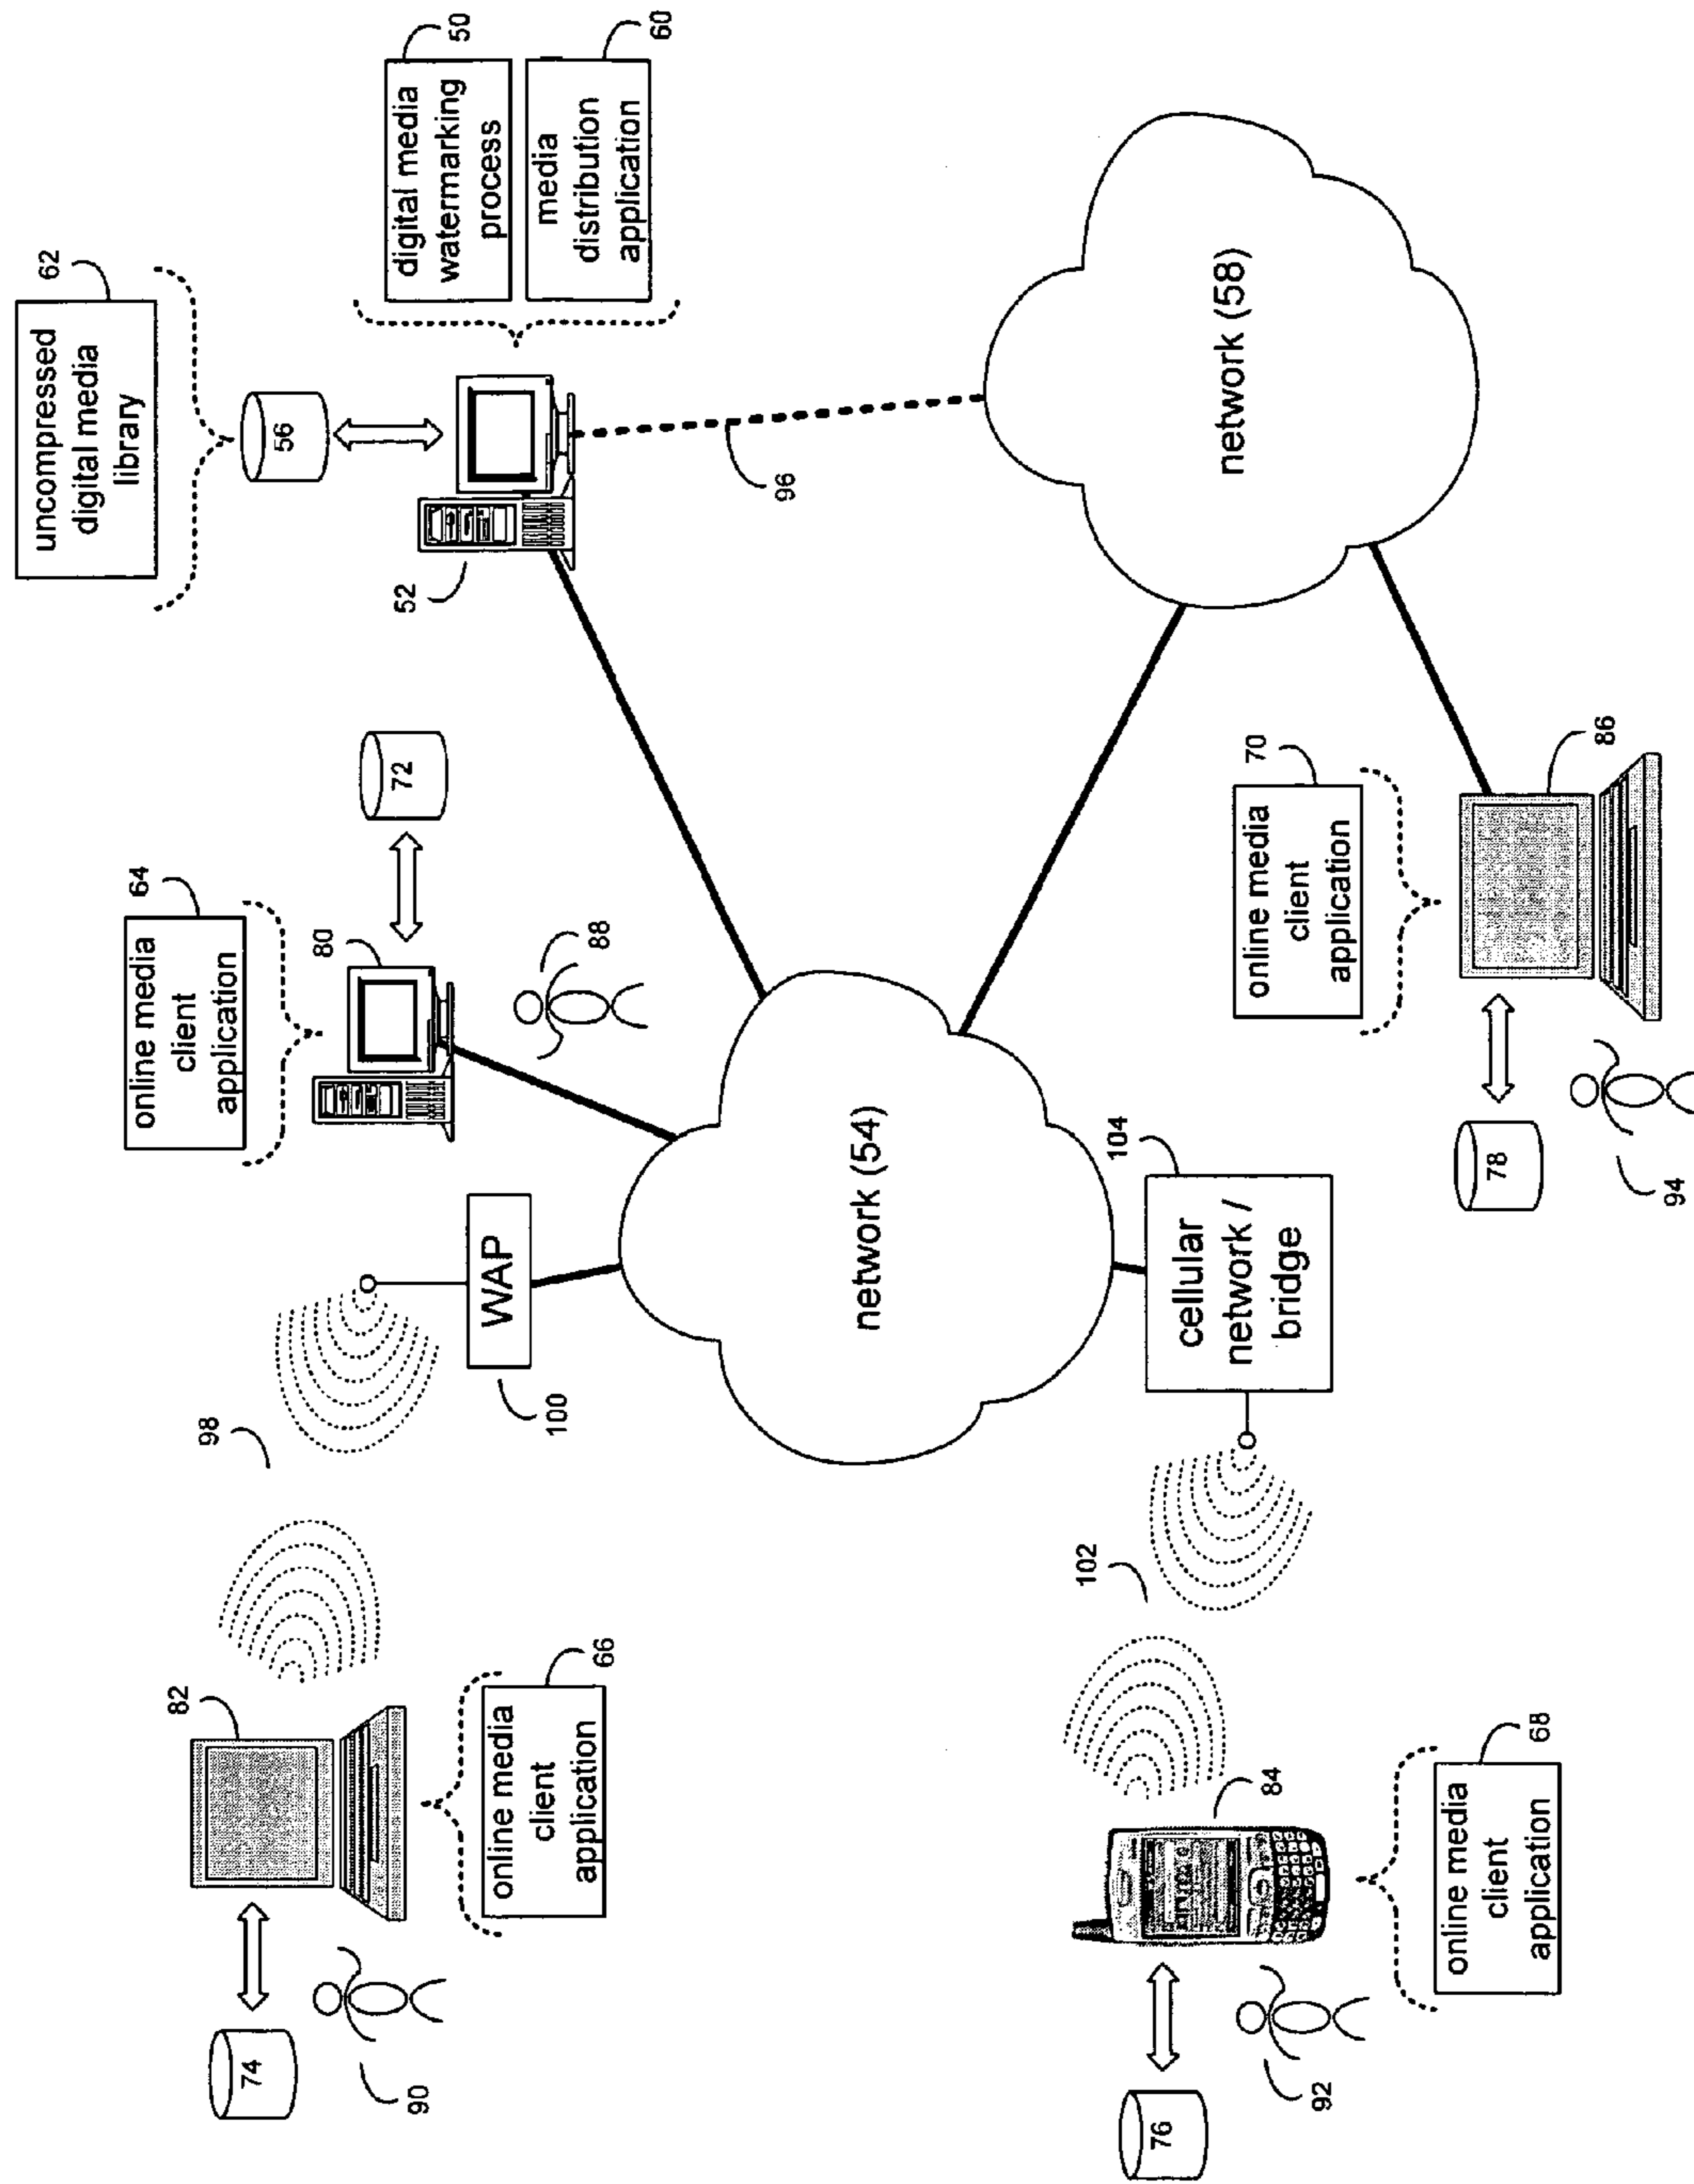 uncompressed
digital media
library
62
56
digital media
watermarking
process
50
media
distribution
application
60
52
96
online media
client
application
64
80
72
88
98
WAP
100
82
74
90
online media
client
application
66
network (54)
network (58)
cellular
network /
bridge
104
102
84
76
92
online media
client
application
68
online media
client
application
70
86
78
94